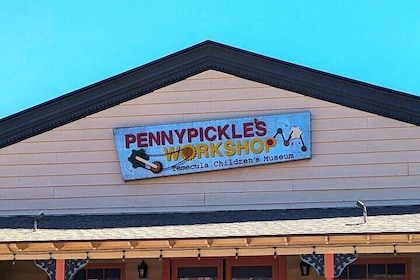 PENNYPICKLE'S
WORKSHOP
Temecula Children's Museum